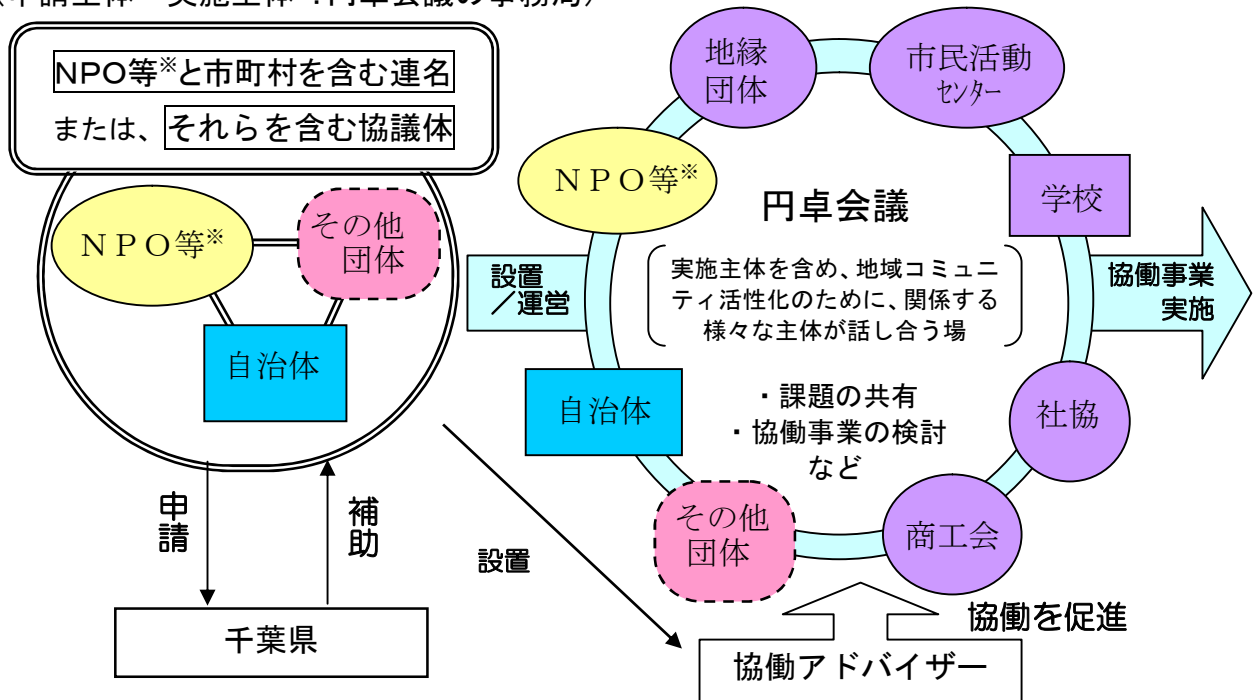 NPO等※と市町村を含む連名
または、それらを含む協議体
NPO等※
その他
団体
自治体
申請
補助
千葉県
設置
設置
／運営
地縁
団体
市民活動
センター
NPO等※
学校
円卓会議
実施主体を含め、地域コミュニ
ティ活性化のために、関係する
様々な主体が話し合う場
・課題の共有
・協働事業の検討
など
自治体
社協
その他
団体
商工会
協働事業
実施
協働を促進
協働アドバイザー